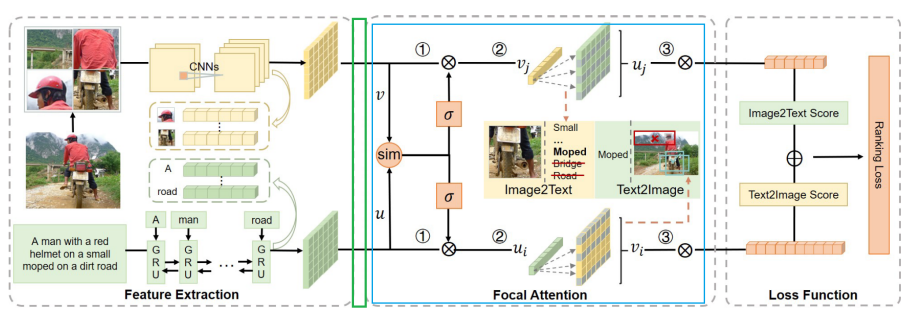 CNNs
A
road
A
man
road
A man with a red
helmet on a small
moped on a dirt road
G
R
U
G
R
U
...
G
R
U
Feature Extraction
①
②
③
v
u
sim
σ
σ
v_j
u_j
Small
...
Moped
Bridge
Road
Image2Text
Moped
Text2Image
①
②
③
u_i
v_i
Focal Attention
Image2Text Score
Text2Image Score
Ranking Loss
Loss Function